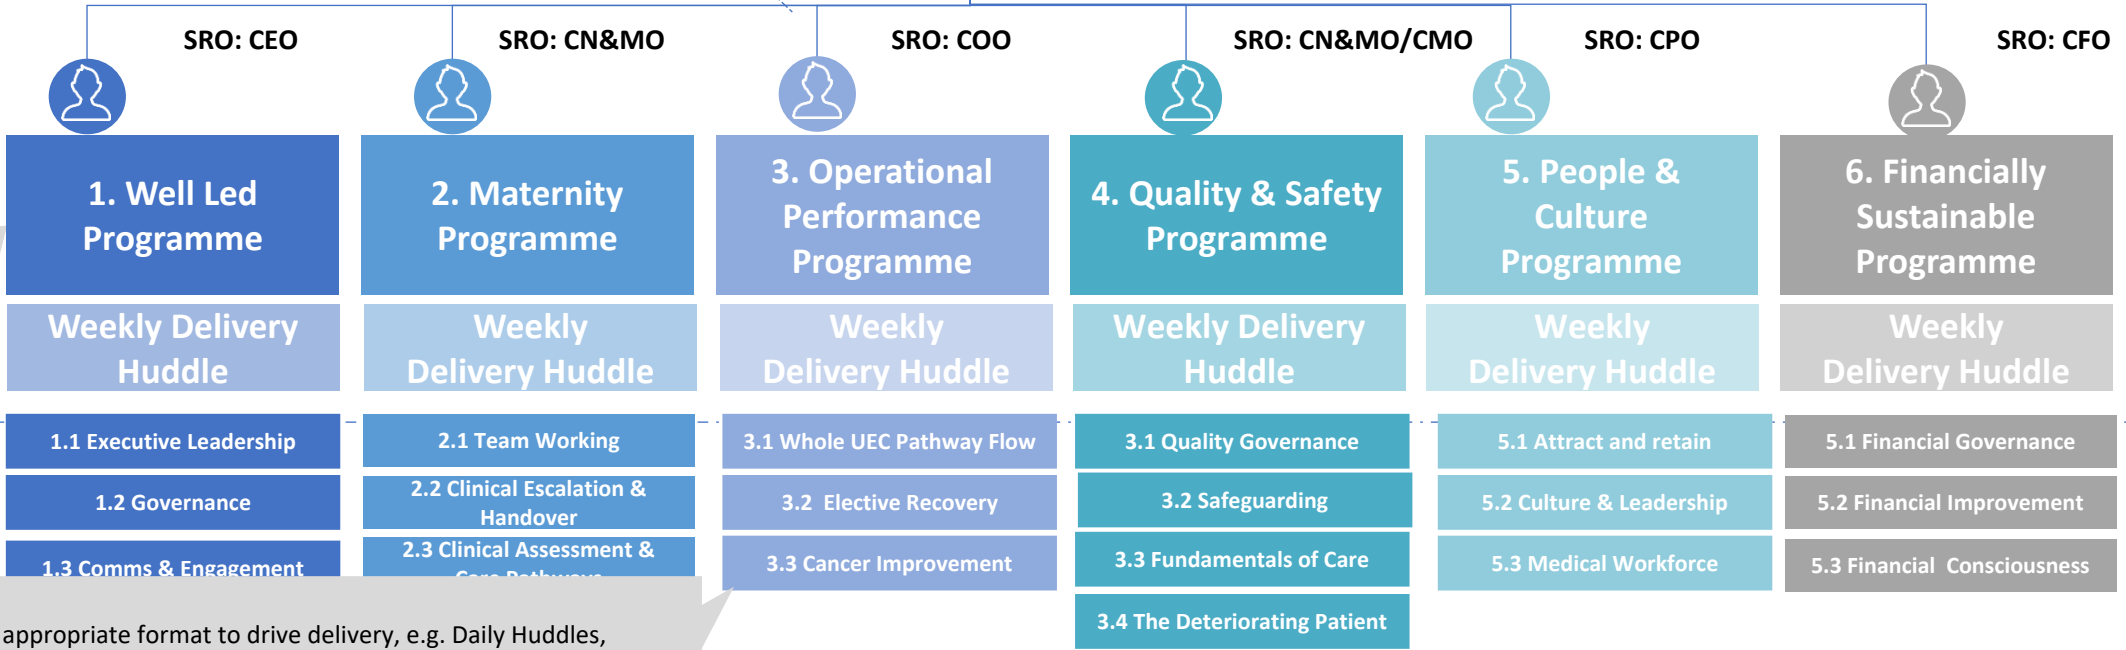 SRO: CEO
SRO: CN&MO
SRO: COO
SRO: CN&MO/CMO
SRO: CPO
SRO: CFO
1. Well Led
Programme
2. Maternity
Programme
3. Operational
Performance
Programme
4. Quality & Safety
Programme
5. People &
Culture
Programme
6. Financially
Sustainable
Programme
Weekly Delivery
Huddle
Weekly
Delivery Huddle
Weekly
Delivery Huddle
Weekly Delivery
Huddle
Weekly
Delivery Huddle
Weekly
Delivery Huddle
1.1 Executive Leadership
1.2 Governance
1.3 Comms & Engagement
2.1 Team Working
2.2 Clinical Escalation &
Handover
2.3 Clinical Assessment &
Care Pathways
3.1 Whole UEC Pathway Flow
3.2 Elective Recovery
3.3 Cancer Improvement
3.1 Quality Governance
3.2 Safeguarding
3.3 Fundamentals of Care
3.4 The Deteriorating Patient
5.1 Attract and retain
5.2 Culture & Leadership
5.3 Medical Workforce
5.1 Financial Governance
5.2 Financial Improvement
5.3 Financial Consciousness
appropriate format to drive delivery, e.g. Daily Huddles,